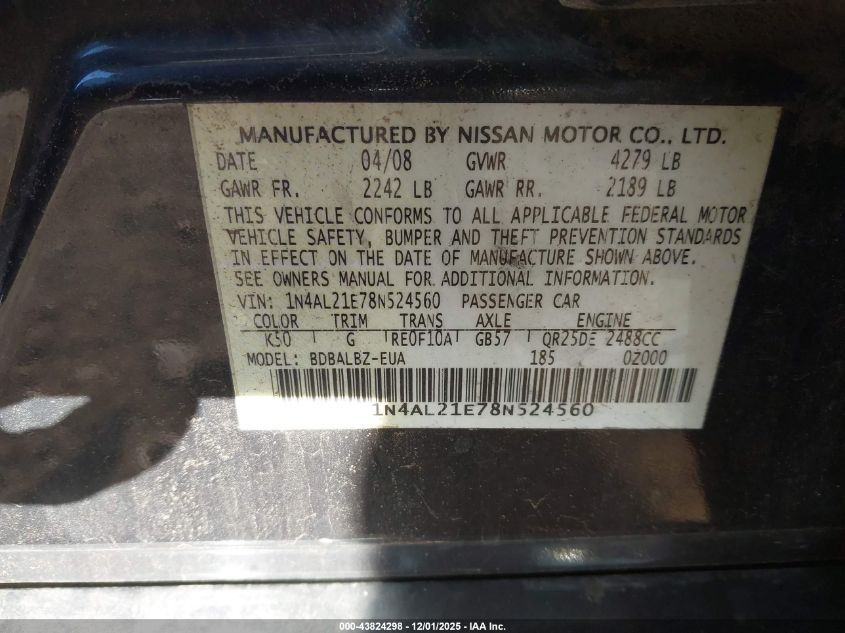 MANUFACTURED BY NISSAN MOTOR CO., LTD.
DATE 04/08 GVWR 4279 LB
GAWR FR. 2242 LB GAWR RR. 2189 LB
THIS VEHICLE CONFORMS TO ALL APPLICABLE FEDERAL MOTOR
VEHICLE SAFETY, BUMPER AND THEFT PREVENTION STANDARDS
IN EFFECT ON THE DATE OF MANUFACTURE SHOWN ABOVE.
SEE OWNERS MANUAL FOR ADDITIONAL INFORMATION.
VIN: 1N4AL21E78N524560 PASSENGER CAR
COLOR TRIM TRANS AXLE ENGINE
K50 G RE0F10A GB57 QR25DE 2488CC
MODEL: BDBALBZ-EUA 185 02000
1N4AL21E78N524560
000-43824298 - 12/01/2025 - IAA Inc.